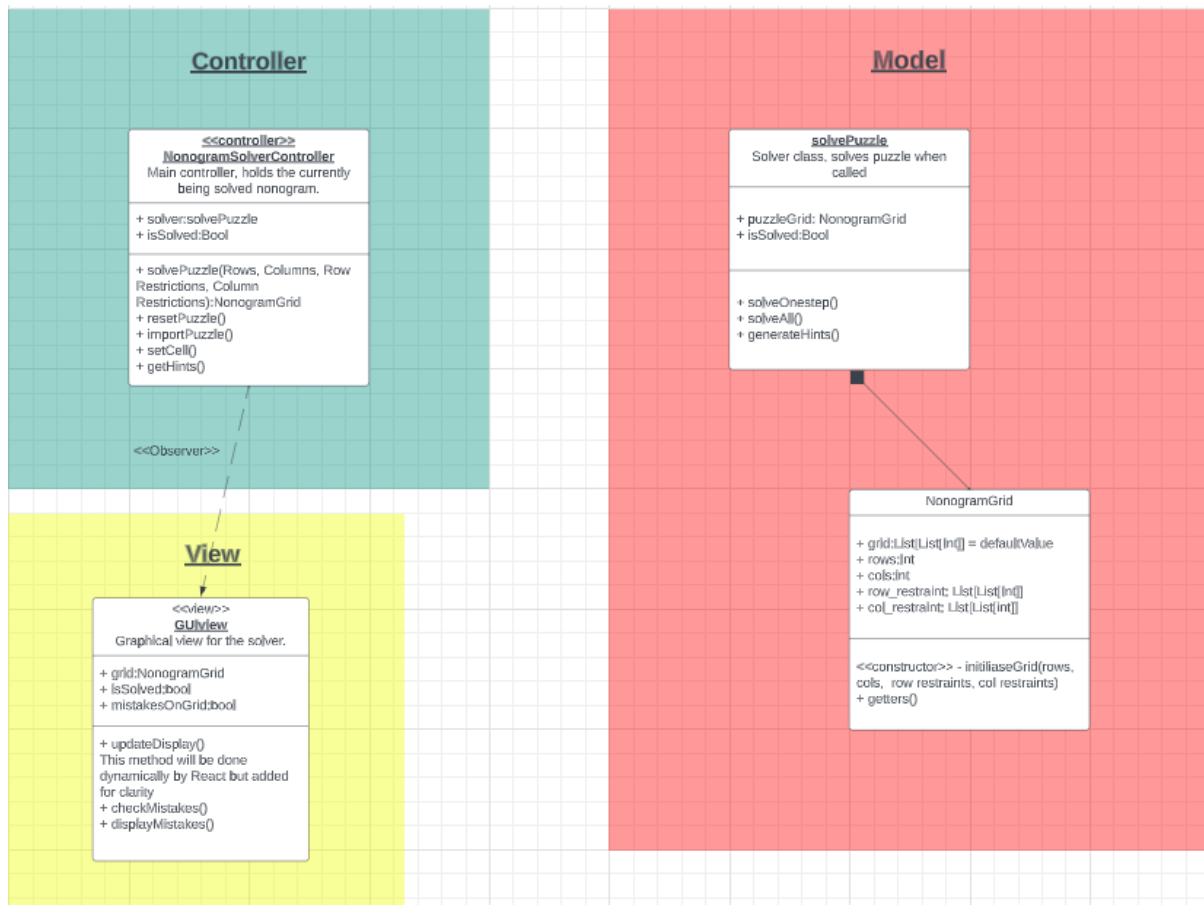 Controller
<<controller>>
NonogramSolverController
Main controller, holds the currently
being solved nonogram.
+ solver:solvePuzzle
+ isSolved:Bool
+ solvePuzzle(Rows, Columns, Row
Restrictions, Column
Restrictions):NonogramGrid
+ resetPuzzle()
+ importPuzzle()
+ setCell()
+ getHints()
<<Observer>>
View
<<view>>
GUIview
Graphical view for the solver.
+ grid:NonogramGrid
+ isSolved:bool
+ mistakesOnGrid:bool
+ updateDisplay()
This method will be done
dynamically by React but added
for clarity
+ checkMistakes()
+ displayMistakes()
Model
solvePuzzle
Solver class, solves puzzle when
called
+ puzzleGrid: NonogramGrid
+ isSolved:Bool
+ solveOnestep()
+ solveAll()
+ generateHints()
NonogramGrid
+ grid:List[List[Int]] = defaultValue
+ rows:int
+ cols:int
+ row_restraint: List[List[Int]]
+ col_restraint: List[List[int]]
<<constructor>> - initiliaseGrid(rows,
cols, row restraints, col restraints)
+ getters()